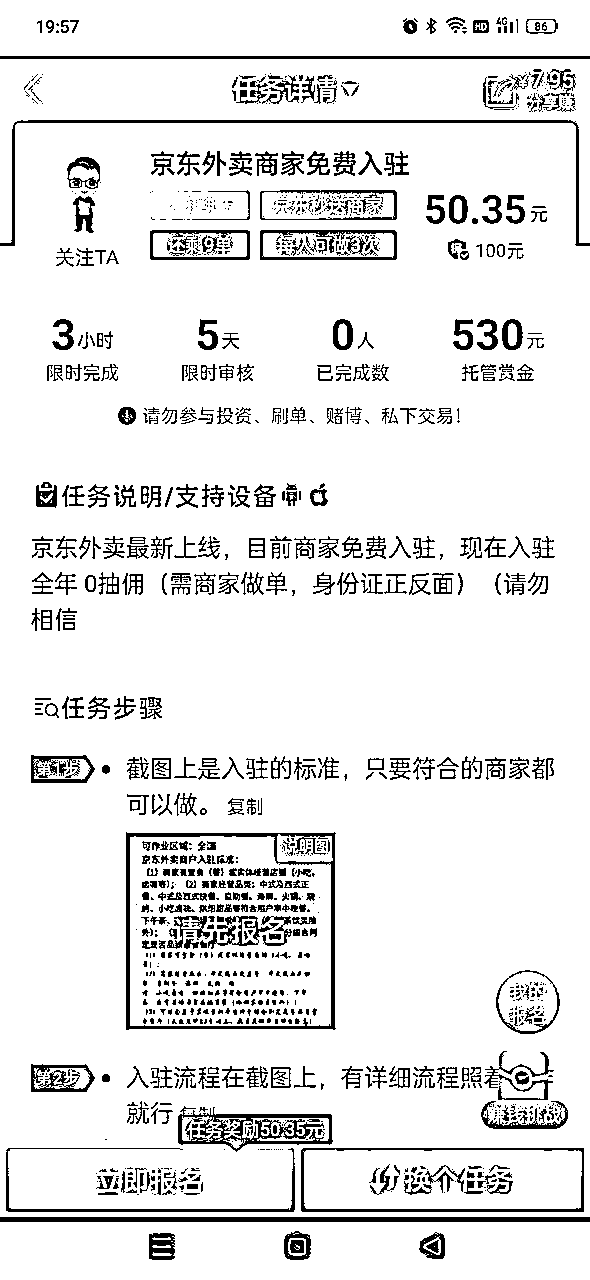 19:57
HD 4G 86
任务详情
¥7.95
分享赚
京东外卖商家免费入驻
京东秒送商家
50.35元
还剩9单
每人可做3次
100元
关注TA
3小时
5天
0人
530元
限时完成
限时审核
已完成数
托管赏金
请勿参与投资、刷单、赌博、私下交易!
任务说明/支持设备
京东外卖最新上线，目前商家免费入驻，现在入驻
全年 0抽佣（需商家做单，身份证正反面）（请勿
相信
任务步骤
第1步
截图上是入驻的标准，只要符合的商家都
可以做。 复制
说明图
可作业区域：全国
京东外卖商户入驻标准：
请先报名
我的
报名
第2步
入驻流程在截图上，有详细流程照着
就行 复制
赚钱挑战
任务奖励50.35元
立即报名
换个任务